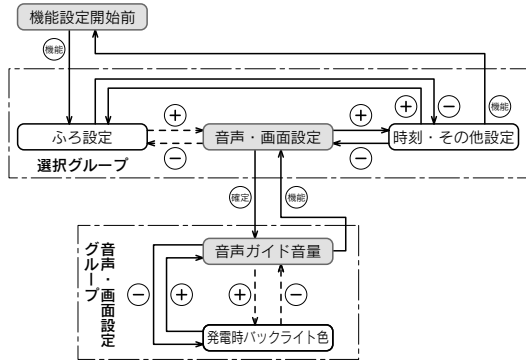 機能設定開始前
機能
機能
+
+
+
−
ふろ設定
音声・画面設定
時刻・その他設定
−
−
選択グループ
確定
機能
音声・画面設定
グループ
音声ガイド音量
−
+
+
−
発電時バックライト色